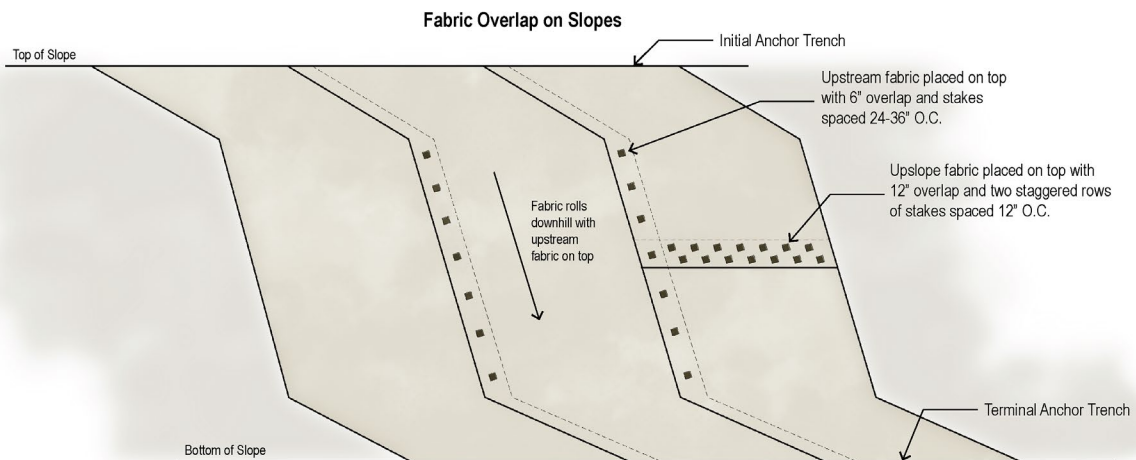 Fabric Overlap on Slopes
Top of Slope
Initial Anchor Trench
Upstream fabric placed on top
with 6" overlap and stakes
spaced 24-36" O.C.
Upslope fabric placed on top with
12" overlap and two staggered rows
of stakes spaced 12" O.C.
Fabric rolls
downhill with
upstream
fabric on top
Terminal Anchor Trench
Bottom of Slope